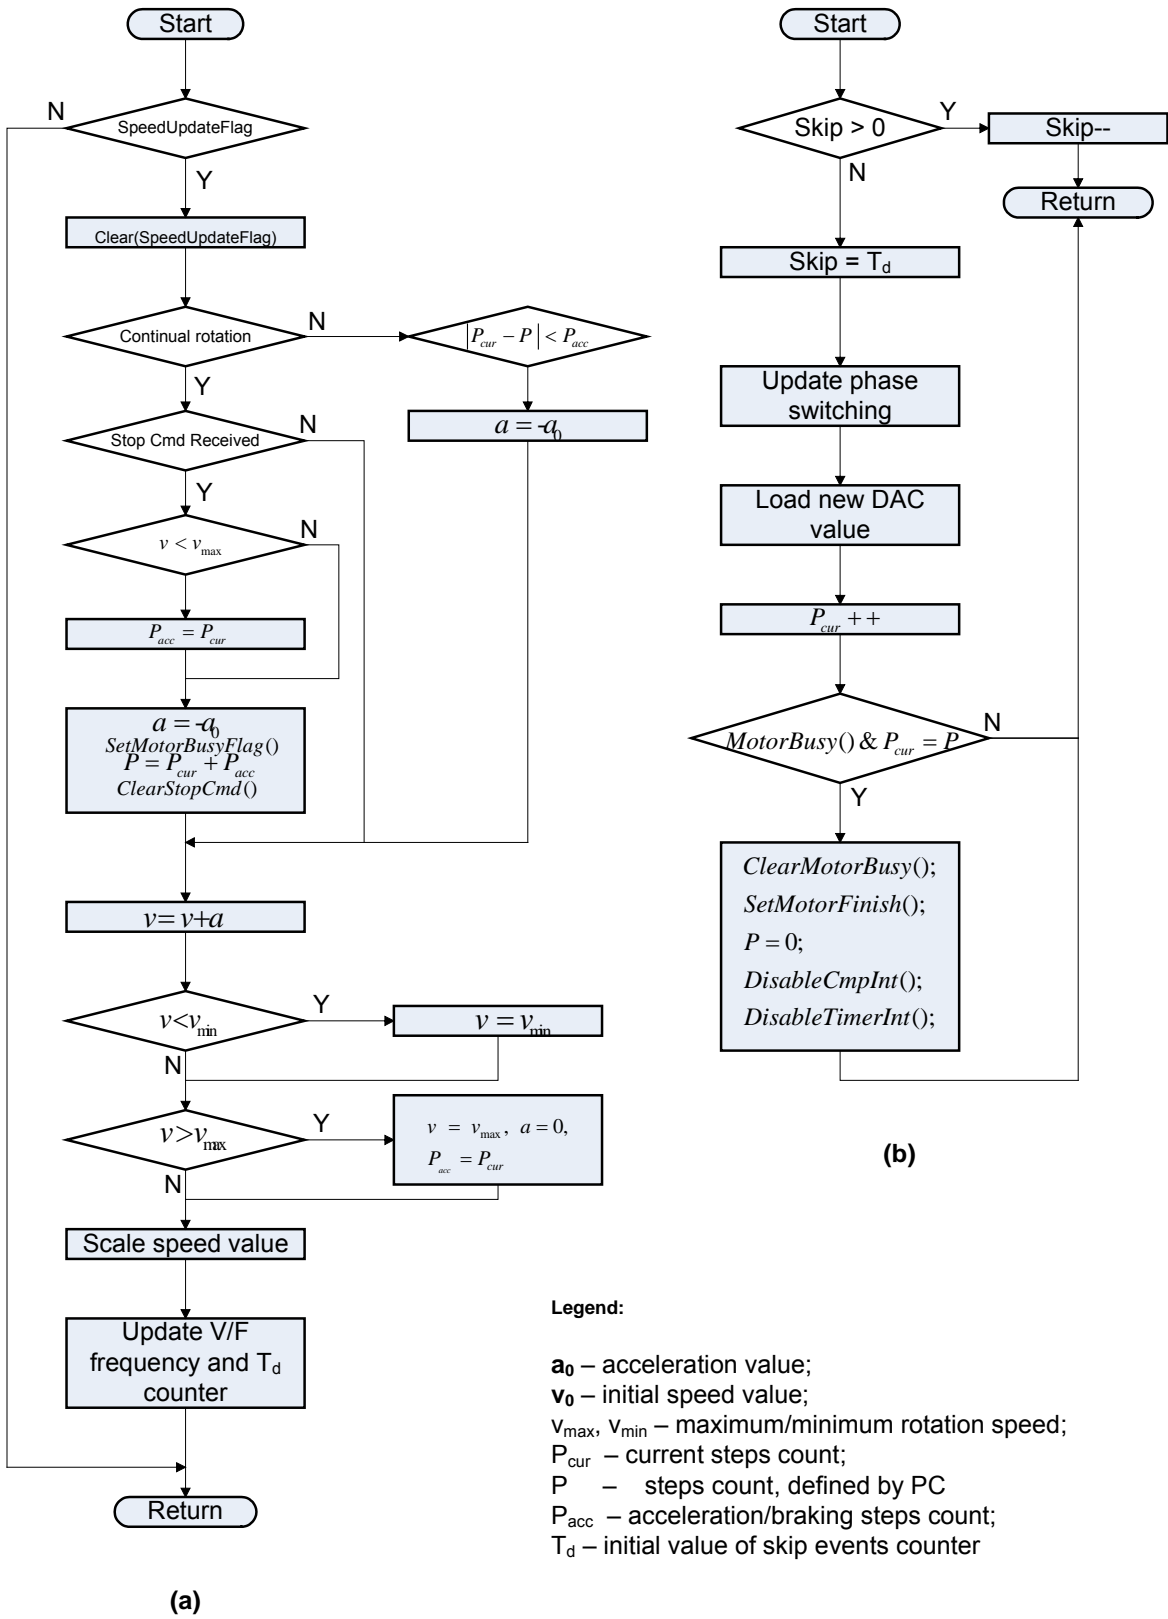 Start
N
SpeedUpdateFlag
Y
Clear(SpeedUpdateFlag)
Continual rotation
N
|P_cur − P| < P_acc
Y
a = -a_0
Stop Cmd Received
N
Y
v < v_max
N
P_acc = P_cur
a = -a_0
SetMotorBusyFlag()
P = P_cur + P_acc
ClearStopCmd()
v = v+a
v<v_min
Y
v = v_min
N
v>v_max
Y
v = v_max, a = 0,
P_acc = P_cur
N
Scale speed value
Update V/F
frequency and T_d
counter
Return
(a)
Start
Skip > 0
Y
Skip--
N
Return
Skip = T_d
Update phase
switching
Load new DAC
value
P_cur ++
MotorBusy() & P_cur = P
N
Y
ClearMotorBusy();
SetMotorFinish();
P = 0;
DisableCmpInt();
DisableTimerInt();
(b)
Legend:
a_0 – acceleration value;
v_0 – initial speed value;
v_max, v_min – maximum/minimum rotation speed;
P_cur – current steps count;
P – steps count, defined by PC
P_acc – acceleration/braking steps count;
T_d – initial value of skip events counter